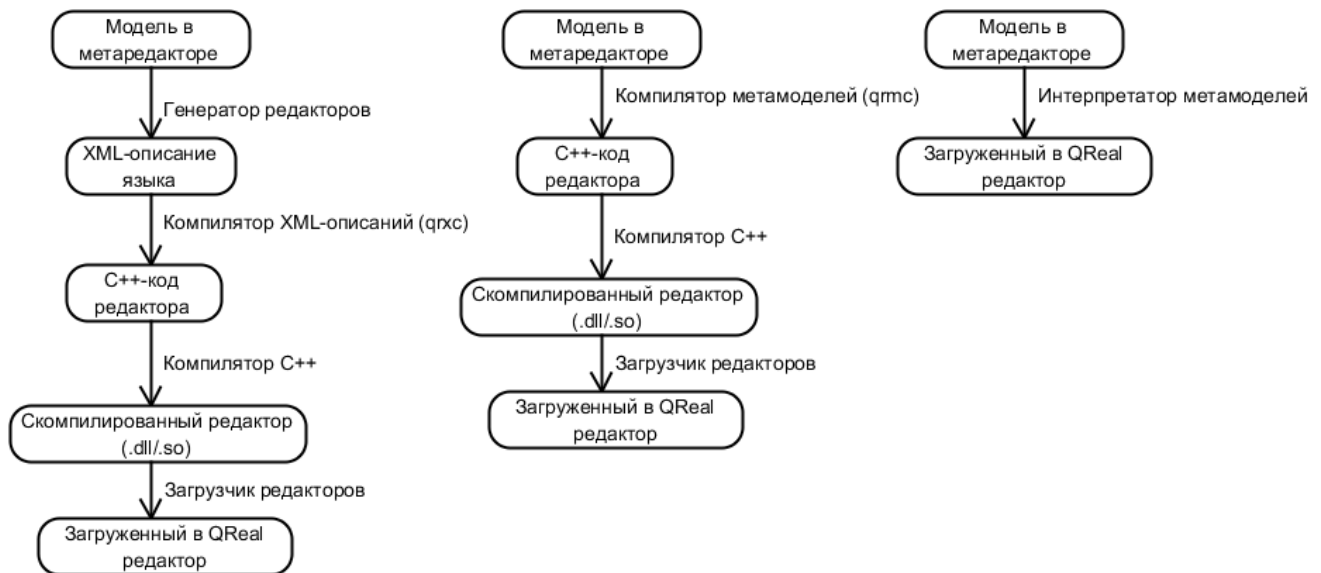 Модель в
метаредакторе
Генератор редакторов
XML-описание
языка
Компилятор XML-описаний (qrxc)
C++-код
редактора
Компилятор C++
Скомпилированный редактор
(.dll/.so)
Загрузчик редакторов
Загруженный в QReal
редактор
Модель в
метаредакторе
Компилятор метамоделей (qrmc)
C++-код
редактора
Компилятор C++
Скомпилированный редактор
(.dll/.so)
Загрузчик редакторов
Загруженный в QReal
редактор
Модель в
метаредакторе
Интерпретатор метамоделей
Загруженный в QReal
редактор